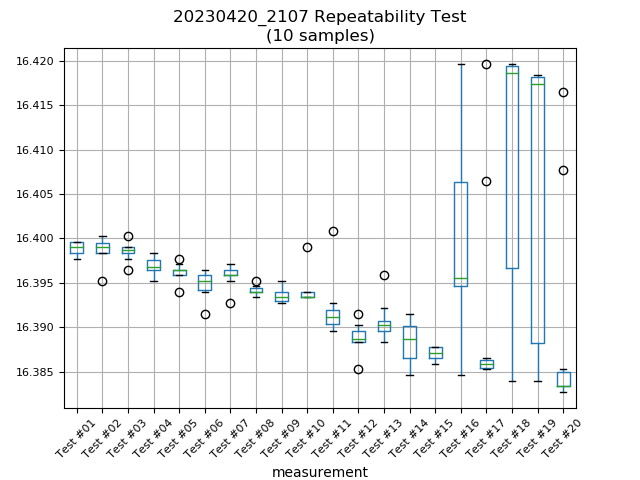 20230420_2107 Repeatability Test
(10 samples)
16.420
16.415
16.410
16.405
16.400
16.395
16.390
16.385
Test #01
Test #02
Test #03
Test #04
Test #05
Test #06
Test #07
Test #08
Test #09
Test #10
Test #11
Test #12
Test #13
Test #14
Test #15
Test #16
Test #17
Test #18
Test #19
Test #20
measurement